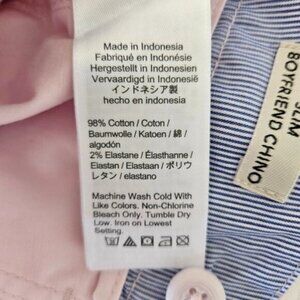 Made in Indonesia
Fabriqué en Indonésie
Hergestellt in Indonesien
Vervaardigd in Indonesië
インドネシア製
hecho en indonesia
98% Cotton / Coton /
Baumwolle / Katoen / 綿 /
algodón
2% Elastane / Élasthanne /
Elastan / Elastaan / ポリウ
レタン / elastano
Machine Wash Cold With
Like Colors. Non-Chlorine
Bleach Only. Tumble Dry
Low. Iron on Lowest
Setting.
BOYFRIEND CHINO